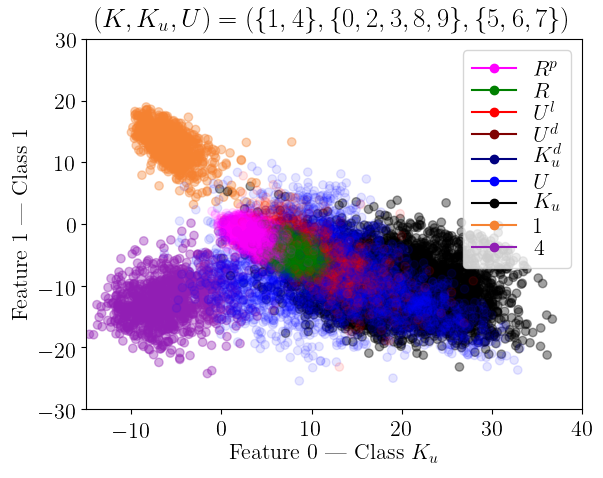 (K, K_u, U) = ({1, 4}, {0, 2, 3, 8, 9}, {5, 6, 7})
30
20
10
0
−10
−20
−30
Feature 1 — Class 1
R^p
R
U^l
U^d
K_u^d
U
K_u
1
4
−10
0
10
20
30
40
Feature 0 — Class K_u